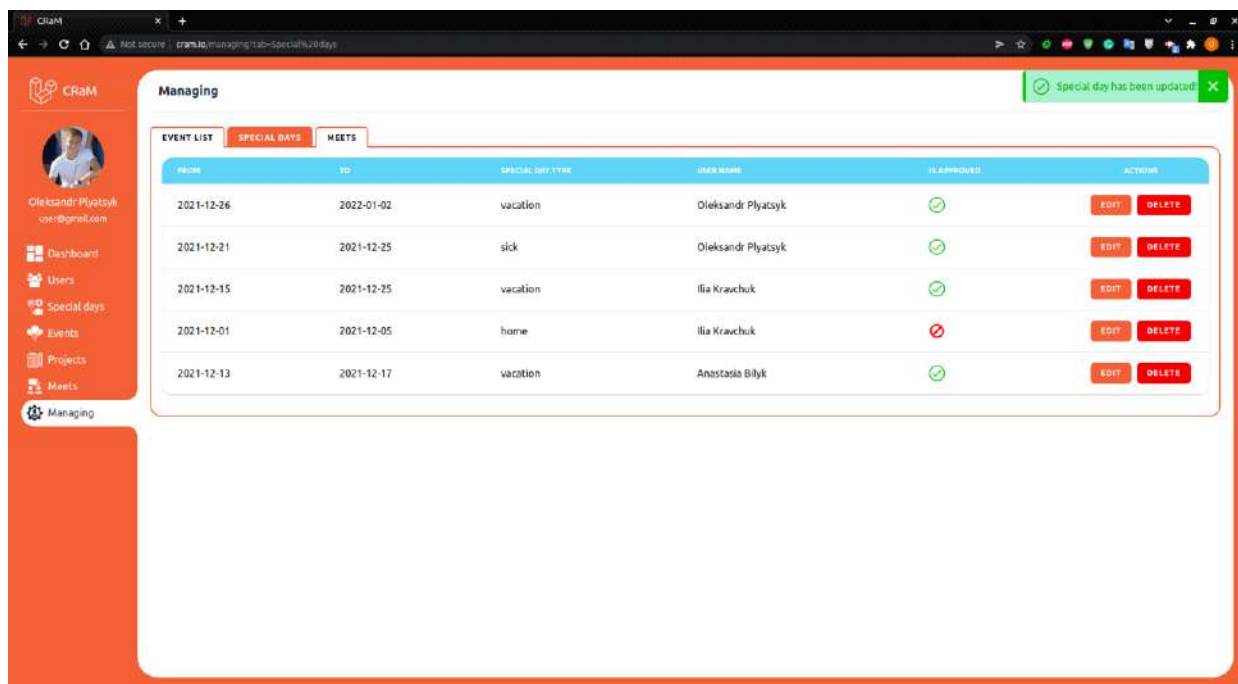 CRaM
Not secure cram.io/managing?tab=Special%20days
CRaM
Managing
Special day has been updated!
EVENT LIST SPECIAL DAYS MEETS
FROM TO SPECIAL DAY TYPE USER NAME IS APPROVED ACTIONS
2021-12-26 2022-01-02 vacation Oleksandr Plyatsyk EDIT DELETE
2021-12-21 2021-12-25 sick Oleksandr Plyatsyk EDIT DELETE
2021-12-15 2021-12-25 vacation Ilia Kravchuk EDIT DELETE
2021-12-01 2021-12-05 home Ilia Kravchuk EDIT DELETE
2021-12-13 2021-12-17 vacation Anastasia Bilyk EDIT DELETE
Oleksandr Plyatsyk
user@gmail.com
Dashboard
Users
Special days
Events
Projects
Meets
Managing